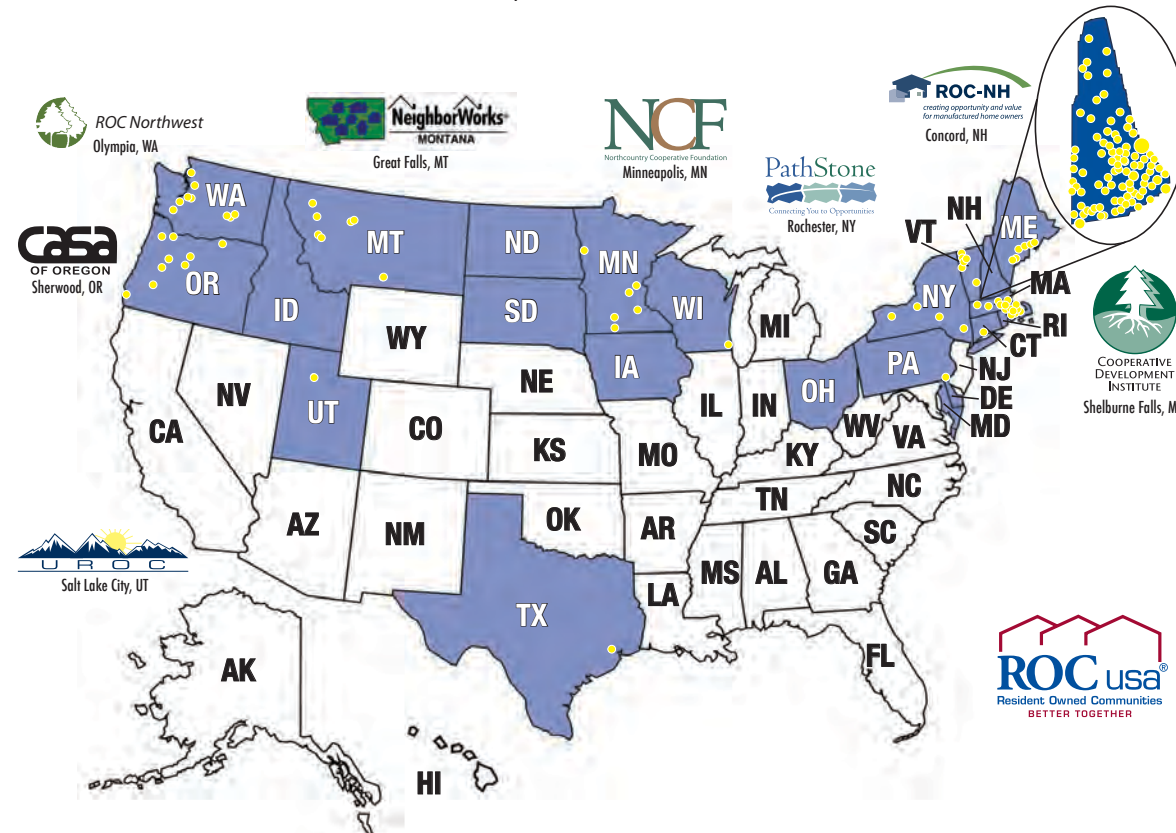 ROC-NH
creating opportunity and value
for manufactured home owners
Concord, NH
ROC Northwest
Olympia, WA
NeighborWorks®
MONTANA
Great Falls, MT
NCF
Northcountry Cooperative Foundation
Minneapolis, MN
PathStone
Connecting You to Opportunities
Rochester, NY
casa
OF OREGON
Sherwood, OR
COOPERATIVE
DEVELOPMENT
INSTITUTE
Shelburne Falls, M
UROC
Salt Lake City, UT
WA
MT
ND
MN
VT
NH
ME
OR
ID
SD
WI
NY
MA
RI
CT
WY
MI
IA
PA
NJ
DE
MD
NV
UT
NE
IL
IN
OH
WV
VA
CA
CO
KS
MO
KY
NC
AZ
NM
OK
AR
TN
SC
TX
LA
MS
AL
GA
FL
AK
HI
ROC usa®
Resident Owned Communities
BETTER TOGETHER